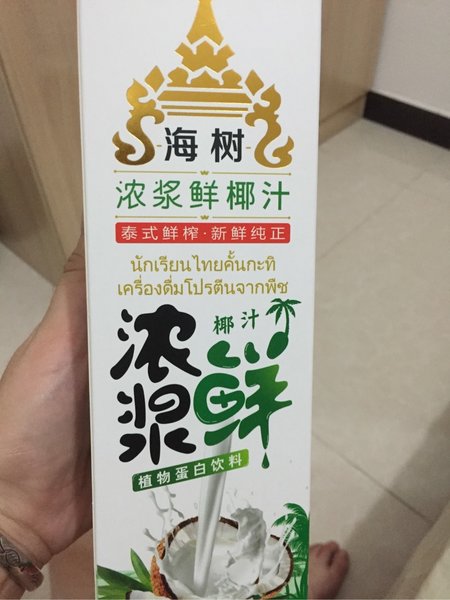 海树
浓浆鲜椰汁
泰式鲜榨·新鲜纯正
นักเรียนไทยคั้นกะทิ
เครื่องดื่มโปรตีนจากพืช
浓浆
鲜
椰汁
植物蛋白饮料